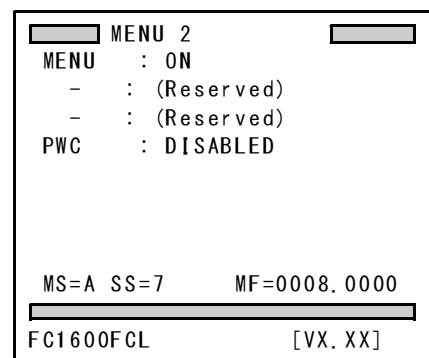 MENU 2
MENU : ON
- : (Reserved)
- : (Reserved)
PWC : DISABLED
MS=A SS=7 MF=0008.0000
FC1600FCL [VX.XX]